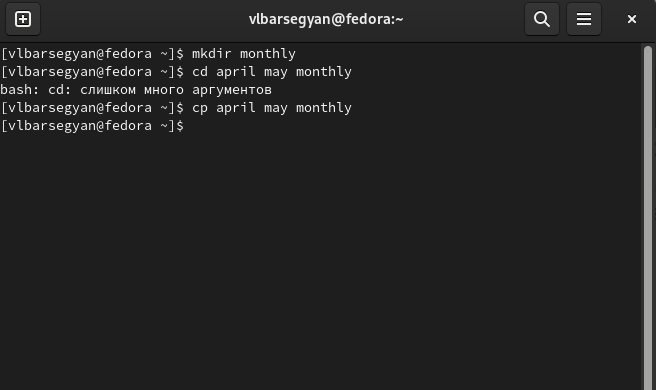 vlbarsegyan@fedora:~
[vlbarsegyan@fedora ~]$ mkdir monthly
[vlbarsegyan@fedora ~]$ cd april may monthly
bash: cd: слишком много аргументов
[vlbarsegyan@fedora ~]$ cp april may monthly
[vlbarsegyan@fedora ~]$